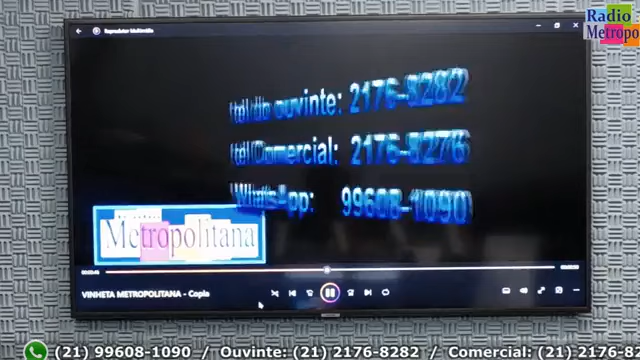 Reprodutor Multimídia
Radio
Metropo
tel do ouvinte: 2176-8282
tel Comercial: 2176-8276
WhatsApp: 99608-1090
Metropolitana
VINHETA METROPOLITANA - Copia
(21) 99608-1090 / Ouvinte: (21) 2176-8282 / Comercial: (21) 2176-8